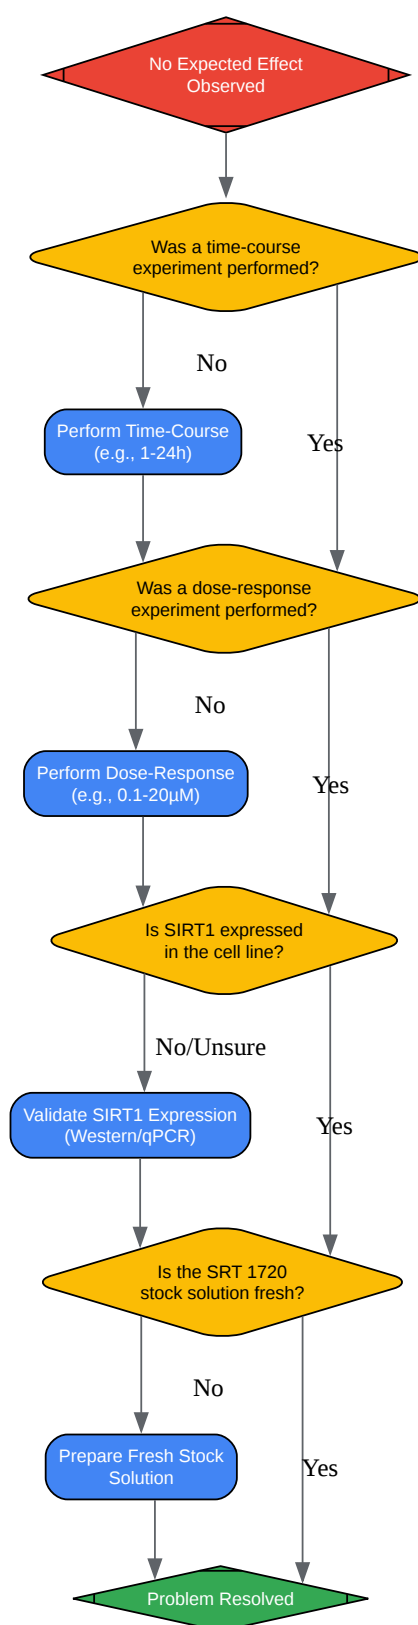 No Expected Effect
Observed
Was a time-course
experiment performed?
No
Perform Time-Course
(e.g., 1-24h)
Yes
Was a dose-response
experiment performed?
No
Perform Dose-Response
(e.g., 0.1-20µM)
Yes
Is SIRT1 expressed
in the cell line?
No/Unsure
Validate SIRT1 Expression
(Western/qPCR)
Yes
Is the SRT 1720
stock solution fresh?
No
Prepare Fresh Stock
Solution
Yes
Problem Resolved